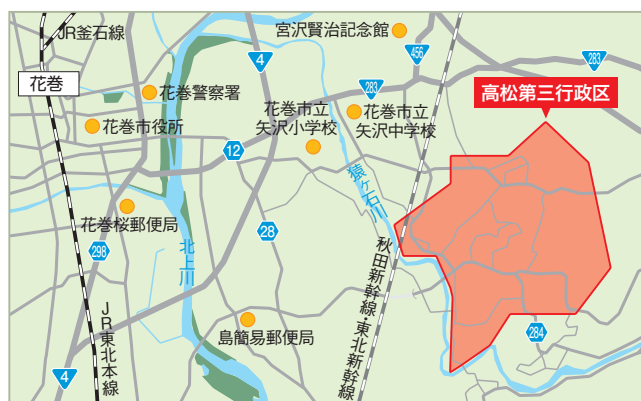 宮沢賢治記念館
JR釜石線
456
4
283
283
花巻
花巻警察署
高松第三行政区
花巻市立
矢沢小学校
花巻市立
矢沢中学校
花巻市役所
12
猿ヶ石川
花巻桜郵便局
298
北上川
28
秋田新幹線・東北新幹線
JR東北本線
島簡易郵便局
284
4